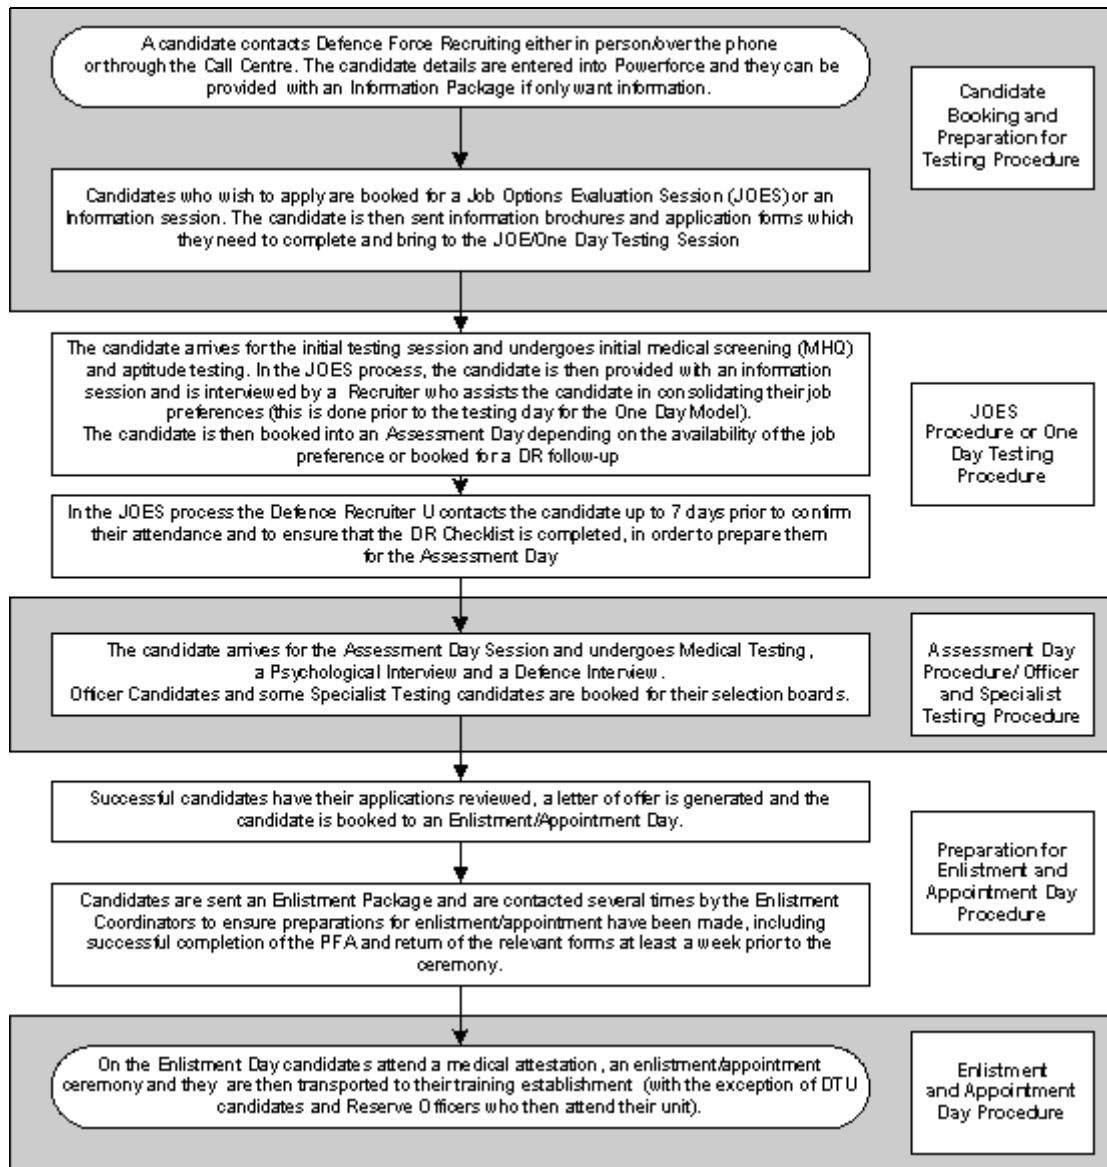 A candidate contacts Defence Force Recruiting either in person/over the phone
or through the Call Centre. The candidate details are entered into Powerforce and they can be
provided with an Information Package if only want information.
Candidate
Booking and
Preparation for
Testing Procedure
Candidates who wish to apply are booked for a Job Options Evaluation Session (JOES) or an
Information session. The candidate is then sent information brochures and application forms which
they need to complete and bring to the JOE/One Day Testing Session
The candidate arrives for the initial testing session and undergoes initial medical screening (MHQ)
and aptitude testing. In the JOES process, the candidate is then provided with an information
session and is interviewed by a Recruiter who assists the candidate in consolidating their job
preferences (this is done prior to the testing day for the One Day Model).
The candidate is then booked into an Assessment Day depending on the availability of the job
preference or booked for a DR follow-up
JOES
Procedure or One
Day Testing
Procedure
In the JOES process the Defence Recruiter U contacts the candidate up to 7 days prior to confirm
their attendance and to ensure that the DR Checklist is completed, in order to prepare them
for the Assessment Day
The candidate arrives for the Assessment Day Session and undergoes Medical Testing,
a Psychological Interview and a Defence Interview.
Officer Candidates and some Specialist Testing candidates are booked for their selection boards.
Assessment Day
Procedure/ Officer
and Specialist
Testing Procedure
Successful candidates have their applications reviewed, a letter of offer is generated and the
candidate is booked to an Enlistment/Appointment Day.
Preparation for
Enlistment and
Appointment Day
Procedure
Candidates are sent an Enlistment Package and are contacted several times by the Enlistment
Coordinators to ensure preparations for enlistment/appointment have been made, including
successful completion of the PFA and return of the relevant forms at least a week prior to the
ceremony.
On the Enlistment Day candidates attend a medical attestation, an enlistment/appointment
ceremony and they are then transported to their training establishment (with the exception of DTU
candidates and Reserve Officers who then attend their unit).
Enlistment
and Appointment
Day Procedure